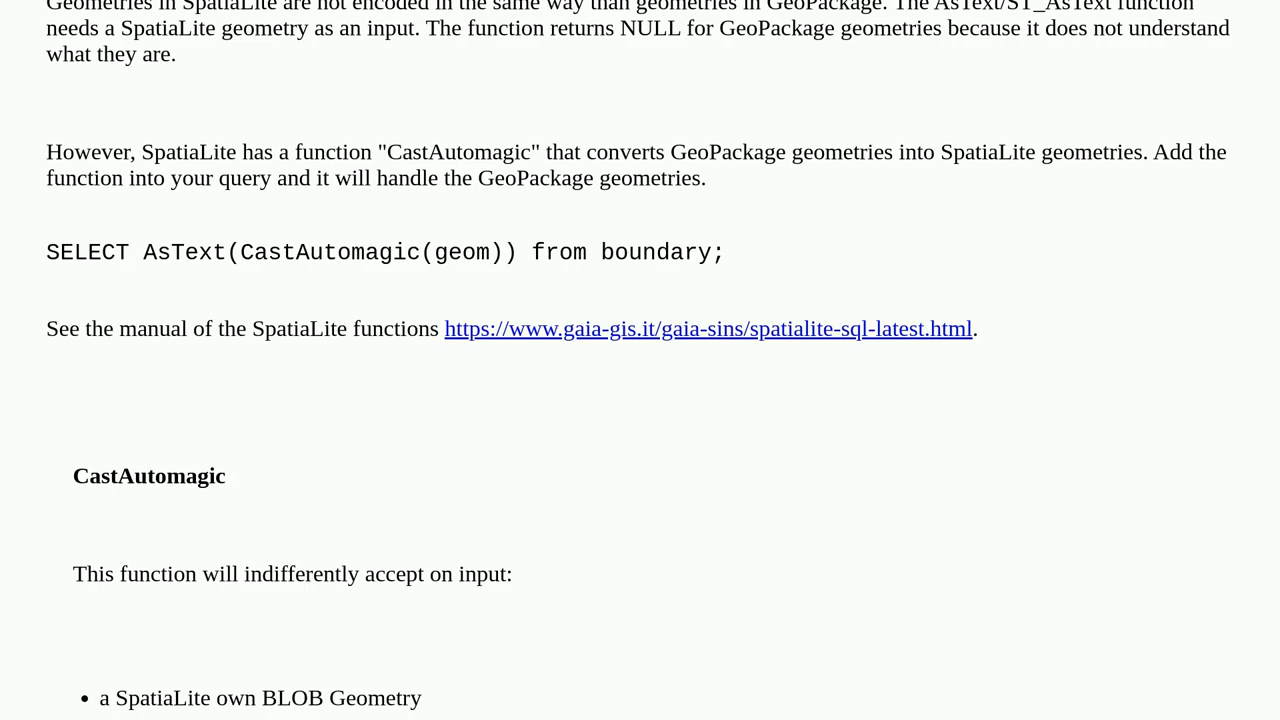 Geometries in SpatiaLite are not encoded in the same way than geometries in GeoPackage. The AsText/ST_AsText function
needs a SpatiaLite geometry as an input. The function returns NULL for GeoPackage geometries because it does not understand
what they are.
However, SpatiaLite has a function "CastAutomagic" that converts GeoPackage geometries into SpatiaLite geometries. Add the
function into your query and it will handle the GeoPackage geometries.
SELECT AsText(CastAutomagic(geom)) from boundary;
See the manual of the SpatiaLite functions https://www.gaia-gis.it/gaia-sins/spatialite-sql-latest.html.
CastAutomagic
This function will indifferently accept on input:
• a SpatiaLite own BLOB Geometry